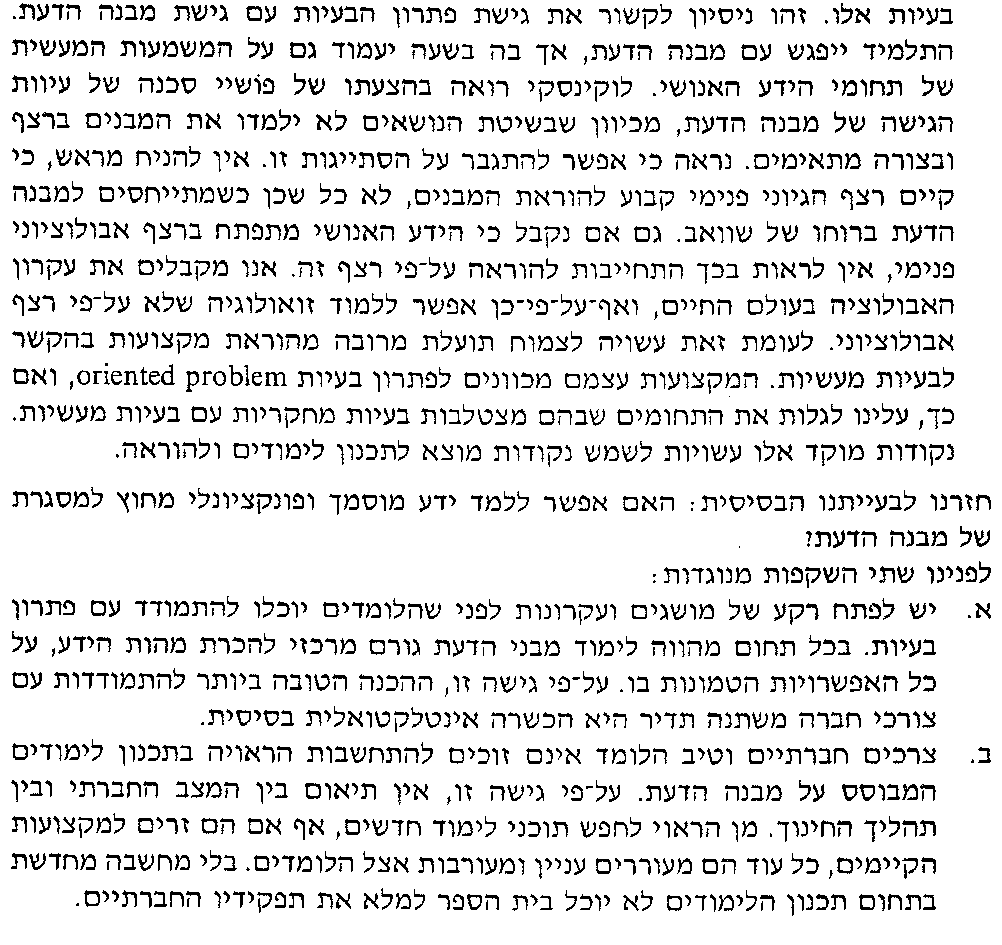 בעיות אלו. זהו ניסיון לקשור את גישת פתרון הבעיות עם גישת מבנה הדעת.
התלמיד ייפגש עם מבנה הדעת, אך בה בשעה יעמוד גם על המשמעות המעשית
של תחומי הידע האנושי. לוקינסקי רואה בהצעתו של פושיי סכנה של עיוות
הגישה של מבנה הדעת, מכיוון שבשיטת הנושאים לא ילמדו את המבנים ברצף
ובצורה מתאימים. נראה כי אפשר להתגבר על הסתייגות זו. אין להניח מראש, כי
קיים רצף הגיוני פנימי קבוע להוראת המבנים, לא כל שכן כשמתייחסים למבנה
הדעת ברוחו של שוואב. גם אם נקבל כי הידע האנושי מתפתח ברצף אבולוציוני
פנימי, אין לראות בכך התחייבות להוראה על־פי רצף זה. אנו מקבלים את עקרון
האבולוציה בעולם החיים, ואף־על־פי־כן אפשר ללמוד זואולוגיה שלא על־פי רצף
אבולוציוני. לעומת זאת עשויה לצמוח תועלת מרובה מהוראת מקצועות בהקשר
לבעיות מעשיות. המקצועות עצמם מכוונים לפתרון בעיות oriented problem, ואם
כך, עלינו לגלות את התחומים שבהם מצטלבות בעיות מחקריות עם בעיות מעשיות.
נקודות מוקד אלו עשויות לשמש נקודות מוצא לתכנון לימודים ולהוראה.
חזרנו לבעייתנו הבסיסית: האם אפשר ללמד ידע מוסמך ופונקציונלי מחוץ למסגרת
של מבנה הדעת?
לפנינו שתי השקפות מנוגדות:
א. יש לפתח רקע של מושגים ועקרונות לפני שהלומדים יוכלו להתמודד עם פתרון
בעיות. בכל תחום מהווה לימוד מבני הדעת גורם מרכזי להכרת מהות הידע, על
כל האפשרויות הטמונות בו. על־פי גישה זו, ההכנה הטובה ביותר להתמודדות עם
צורכי חברה משתנה תדיר היא הכשרה אינטלקטואלית בסיסית.
ב. צרכים חברתיים וטיב הלומד אינם זוכים להתחשבות הראויה בתכנון לימודים
המבוסס על מבנה הדעת. על־פי גישה זו, אין תיאום בין המצב החברתי ובין
תהליך החינוך. מן הראוי לחפש תוכני לימוד חדשים, אף אם הם זרים למקצועות
הקיימים, כל עוד הם מעוררים עניין ומעורבות אצל הלומדים. בלי מחשבה מחדשת
בתחום תכנון הלימודים לא יוכל בית הספר למלא את תפקידיו החברתיים.